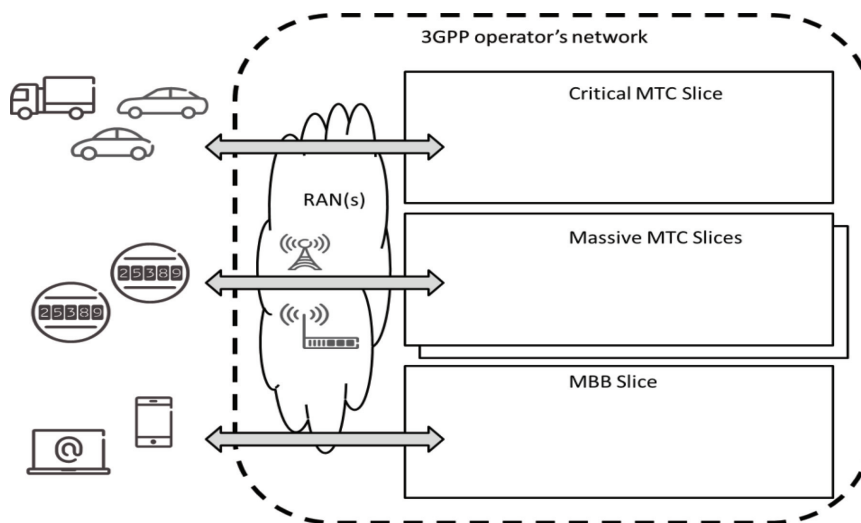 3GPP operator's network
Critical MTC Slice
RAN(s)
Massive MTC Slices
25389
25389
MBB Slice
@